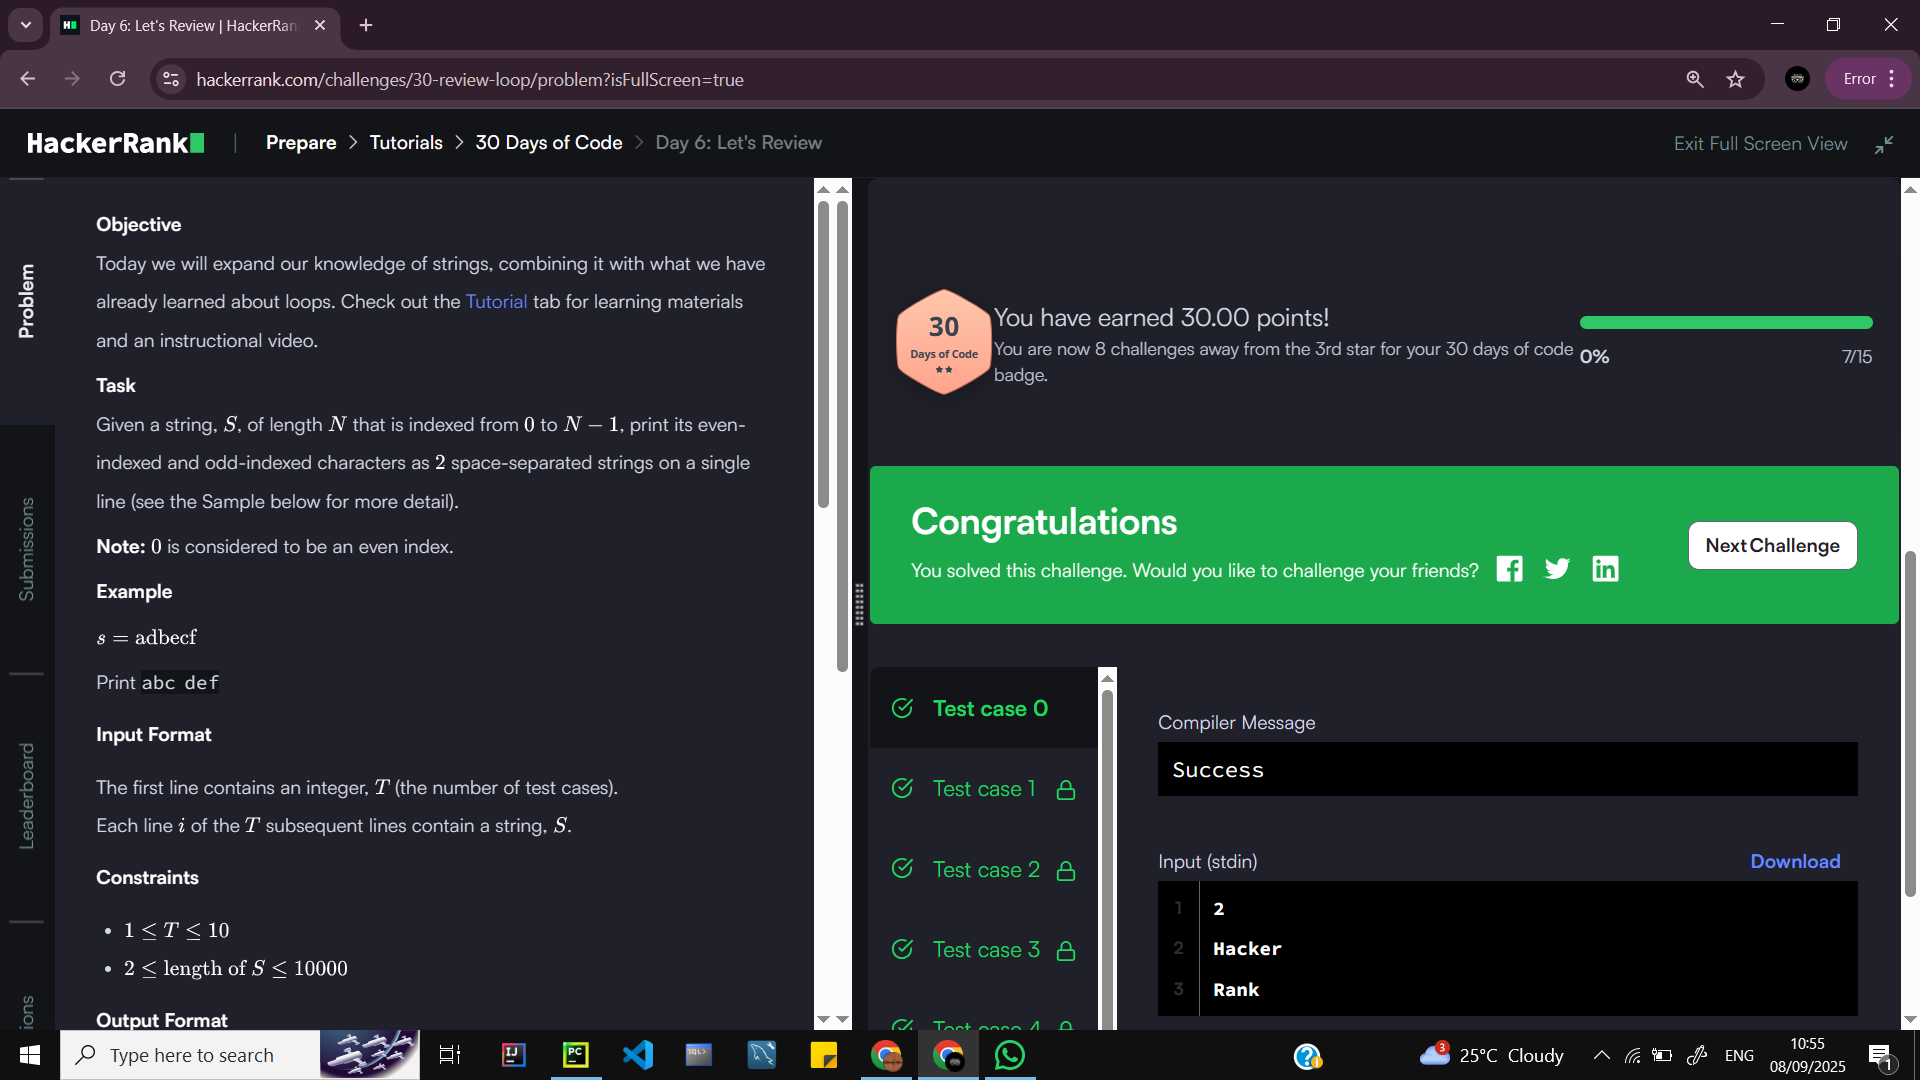 Day 6: Let's Review | HackerRan
hackerrank.com/challenges/30-review-loop/problem?isFullScreen=true
Error
HackerRank
Prepare > Tutorials > 30 Days of Code > Day 6: Let's Review
Exit Full Screen View
Problem
Submissions
Leaderboard
ions
Objective
Today we will expand our knowledge of strings, combining it with what we have
already learned about loops. Check out the Tutorial tab for learning materials
and an instructional video.
Task
Given a string, S, of length N that is indexed from 0 to N − 1, print its even-
indexed and odd-indexed characters as 2 space-separated strings on a single
line (see the Sample below for more detail).
Note: 0 is considered to be an even index.
Example
s = adbecf
Print abc def
Input Format
The first line contains an integer, T (the number of test cases).
Each line i of the T subsequent lines contain a string, S.
Constraints
• 1 ≤ T ≤ 10
• 2 ≤ length of S ≤ 10000
Output Format
30
Days of Code
You have earned 30.00 points!
You are now 8 challenges away from the 3rd star for your 30 days of code
badge.
0%
7/15
Congratulations
You solved this challenge. Would you like to challenge your friends?
Next Challenge
Test case 0
Test case 1
Test case 2
Test case 3
Test case 4
Compiler Message
Success
Input (stdin)
Download
1 2
2 Hacker
3 Rank
Type here to search
IJ
PC
SQL>
3
25°C Cloudy
ENG
10:55
08/09/2025
1